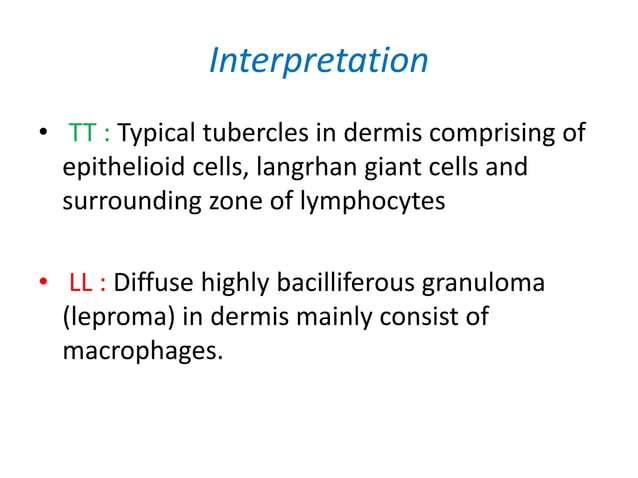 Interpretation
• TT : Typical tubercles in dermis comprising of
epithelioid cells, langrhan giant cells and
surrounding zone of lymphocytes
• LL : Diffuse highly bacilliferous granuloma
(leproma) in dermis mainly consist of
macrophages.